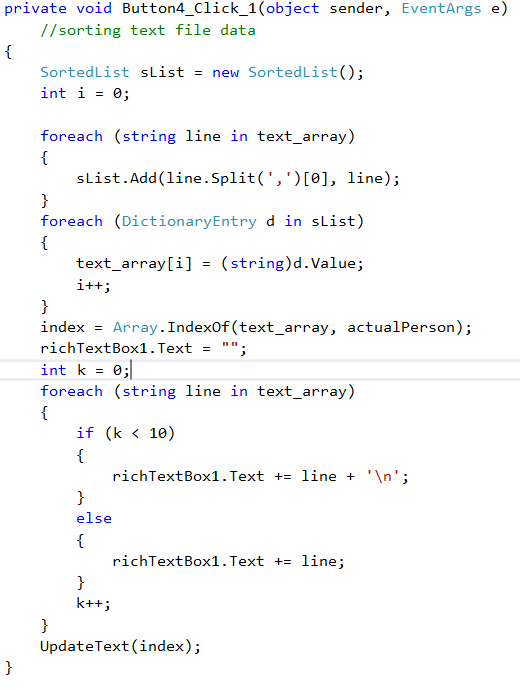 private void Button4_Click_1(object sender, EventArgs e)
    //sorting text file data
{
    SortedList sList = new SortedList();
    int i = 0;

    foreach (string line in text_array)
    {
        sList.Add(line.Split(',')[0], line);
    }
    foreach (DictionaryEntry d in sList)
    {
        text_array[i] = (string)d.Value;
        i++;
    }
    index = Array.IndexOf(text_array, actualPerson);
    richTextBox1.Text = "";
    int k = 0;
    foreach (string line in text_array)
    {
        if (k < 10)
        {
            richTextBox1.Text += line + '\n';
        }
        else
        {
            richTextBox1.Text += line;
        }
        k++;
    }
    UpdateText(index);
}